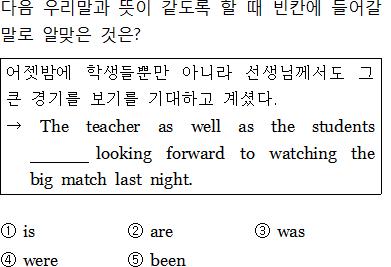 다음 우리말과 뜻이 같도록 할 때 빈칸에 들어갈
말로 알맞은 것은?
어젯밤에 학생들뿐만 아니라 선생님께서도 그
큰 경기를 보기를 기대하고 계셨다.
→ The teacher as well as the students
______ looking forward to watching the
big match last night.
① is ② are ③ was
④ were ⑤ been